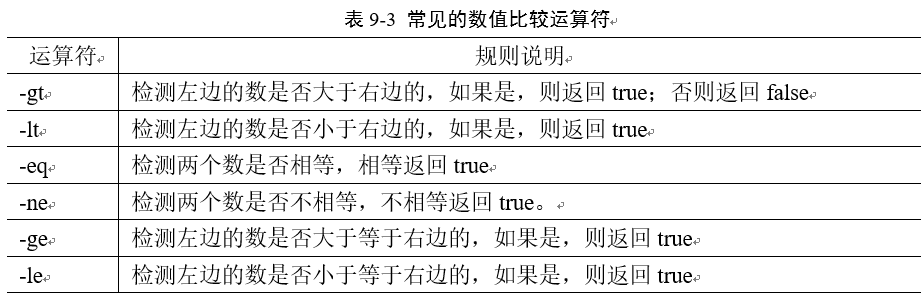 表 9-3 常见的数值比较运算符
运算符 规则说明
-gt 检测左边的数是否大于右边的，如果是，则返回 true；否则返回 false
-lt 检测左边的数是否小于右边的，如果是，则返回 true
-eq 检测两个数是否相等，相等返回 true
-ne 检测两个数是否不相等，不相等返回 true。
-ge 检测左边的数是否大于等于右边的，如果是，则返回 true
-le 检测左边的数是否小于等于右边的，如果是，则返回 true